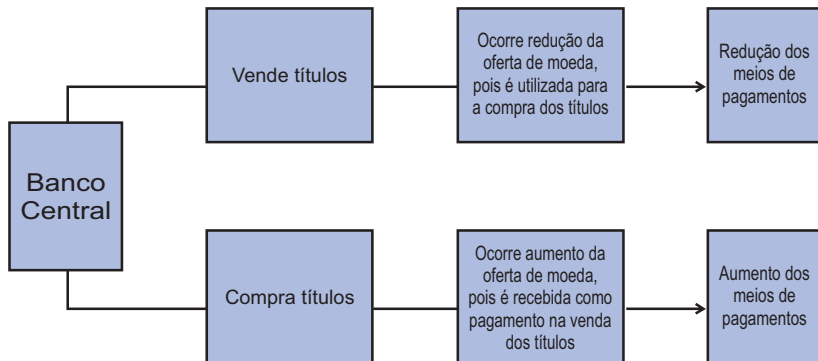 Banco
Central
Vende títulos
Ocorre redução da
oferta de moeda,
pois é utilizada para
a compra dos títulos
Redução dos
meios de
pagamentos
Compra títulos
Ocorre aumento da
oferta de moeda,
pois é recebida como
pagamento na venda
dos títulos
Aumento dos
meios de
pagamentos